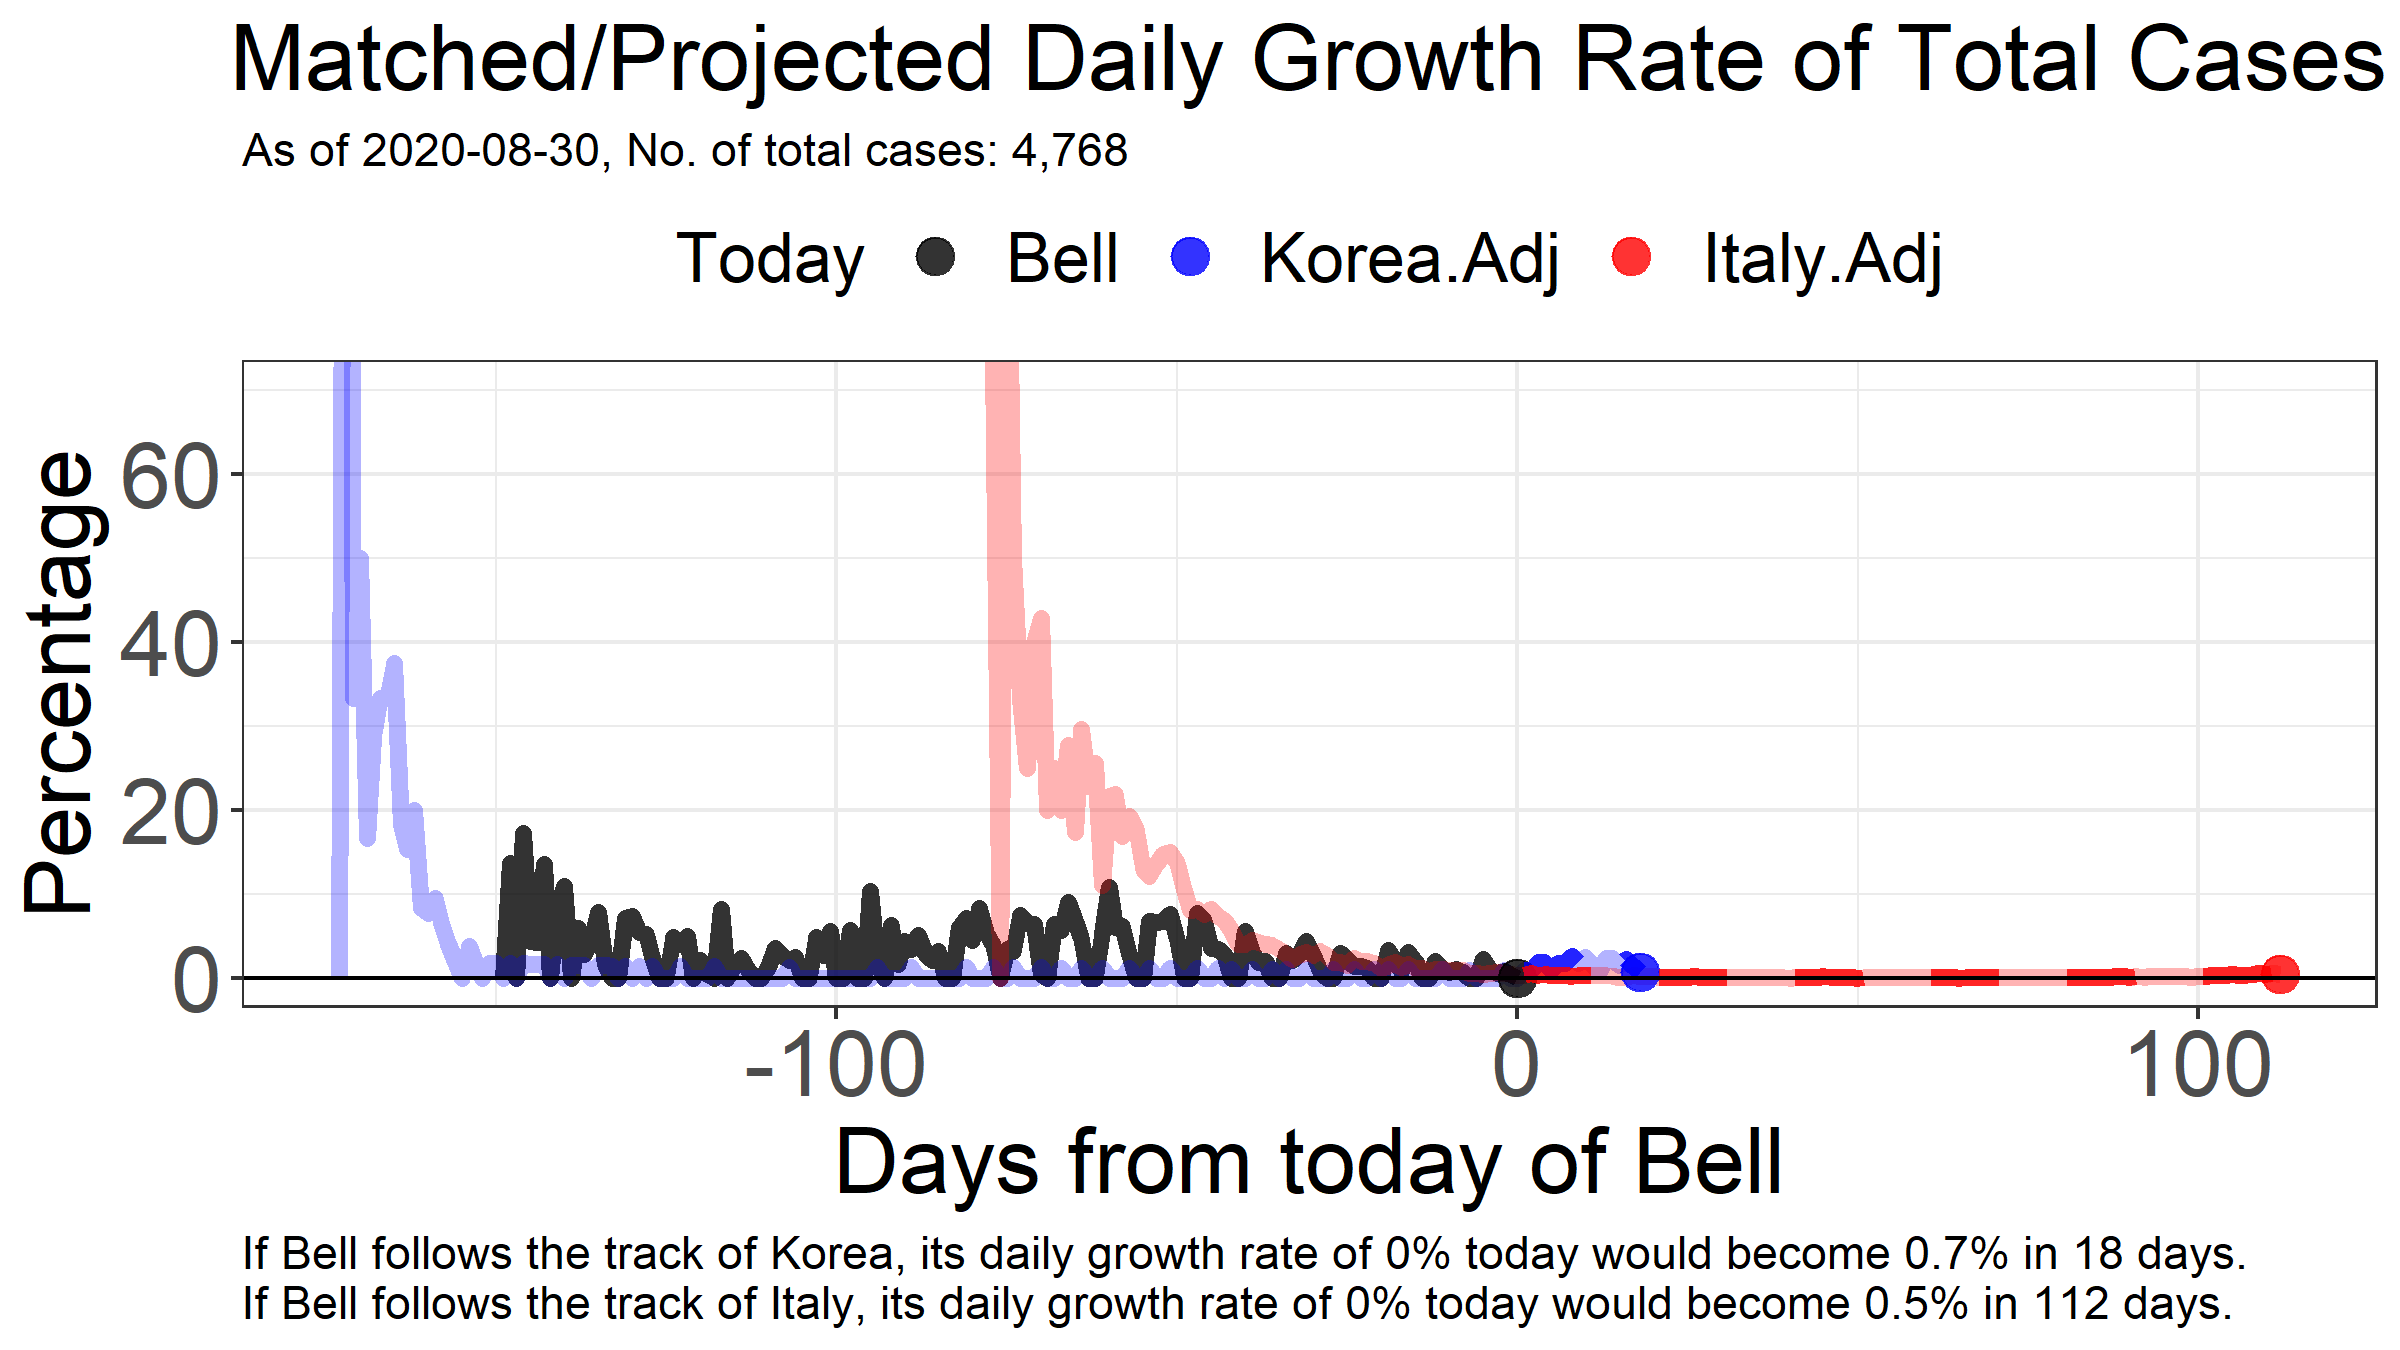 Matched/Projected Daily Growth Rate of Total Cases
As of 2020-08-30, No. of total cases: 4,768
Today Bell Korea.Adj Italy.Adj
Percentage
60
40
20
0
-100 0 100
Days from today of Bell
If Bell follows the track of Korea, its daily growth rate of 0% today would become 0.7% in 18 days.
If Bell follows the track of Italy, its daily growth rate of 0% today would become 0.5% in 112 days.